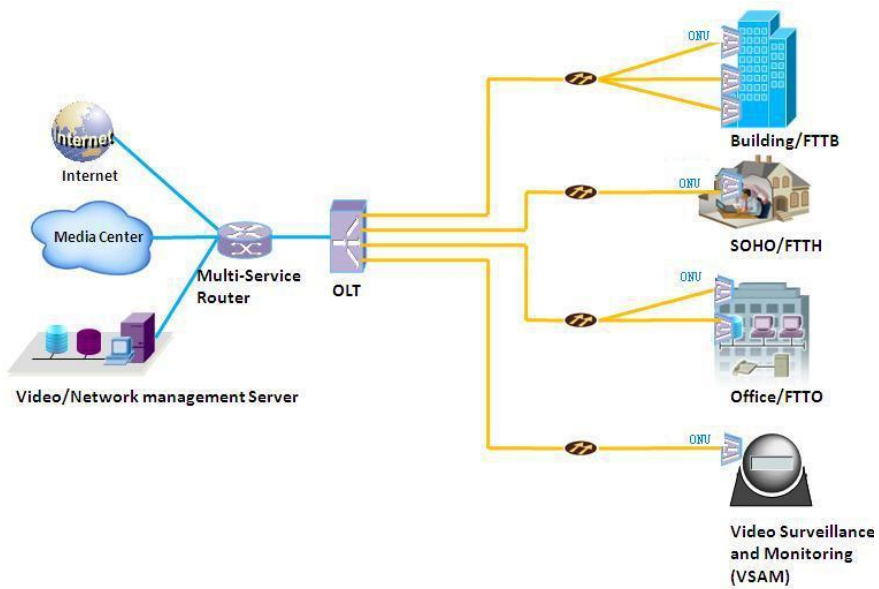 ONU
Building/FTTB
Internet
Internet
Media Center
Multi-Service
Router
OLT
Video/Network management Server
ONU
SOHO/FTTH
ONU
Office/FTTO
ONU
Video Surveillance
and Monitoring
(VSAM)